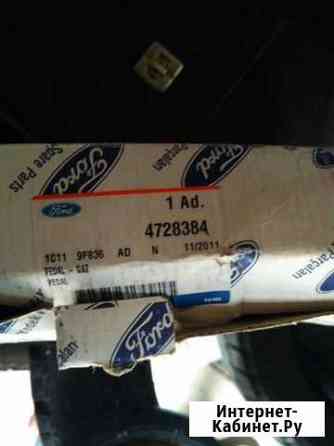 Spare Parts
Ford
Ford
Parçaları
Ford
1 Ad.
4728384
1C11 9F836 AD N 11/2011
PEDAL - GAZ
PEDAL
Ford
Интернет-
Кабинет.Ру